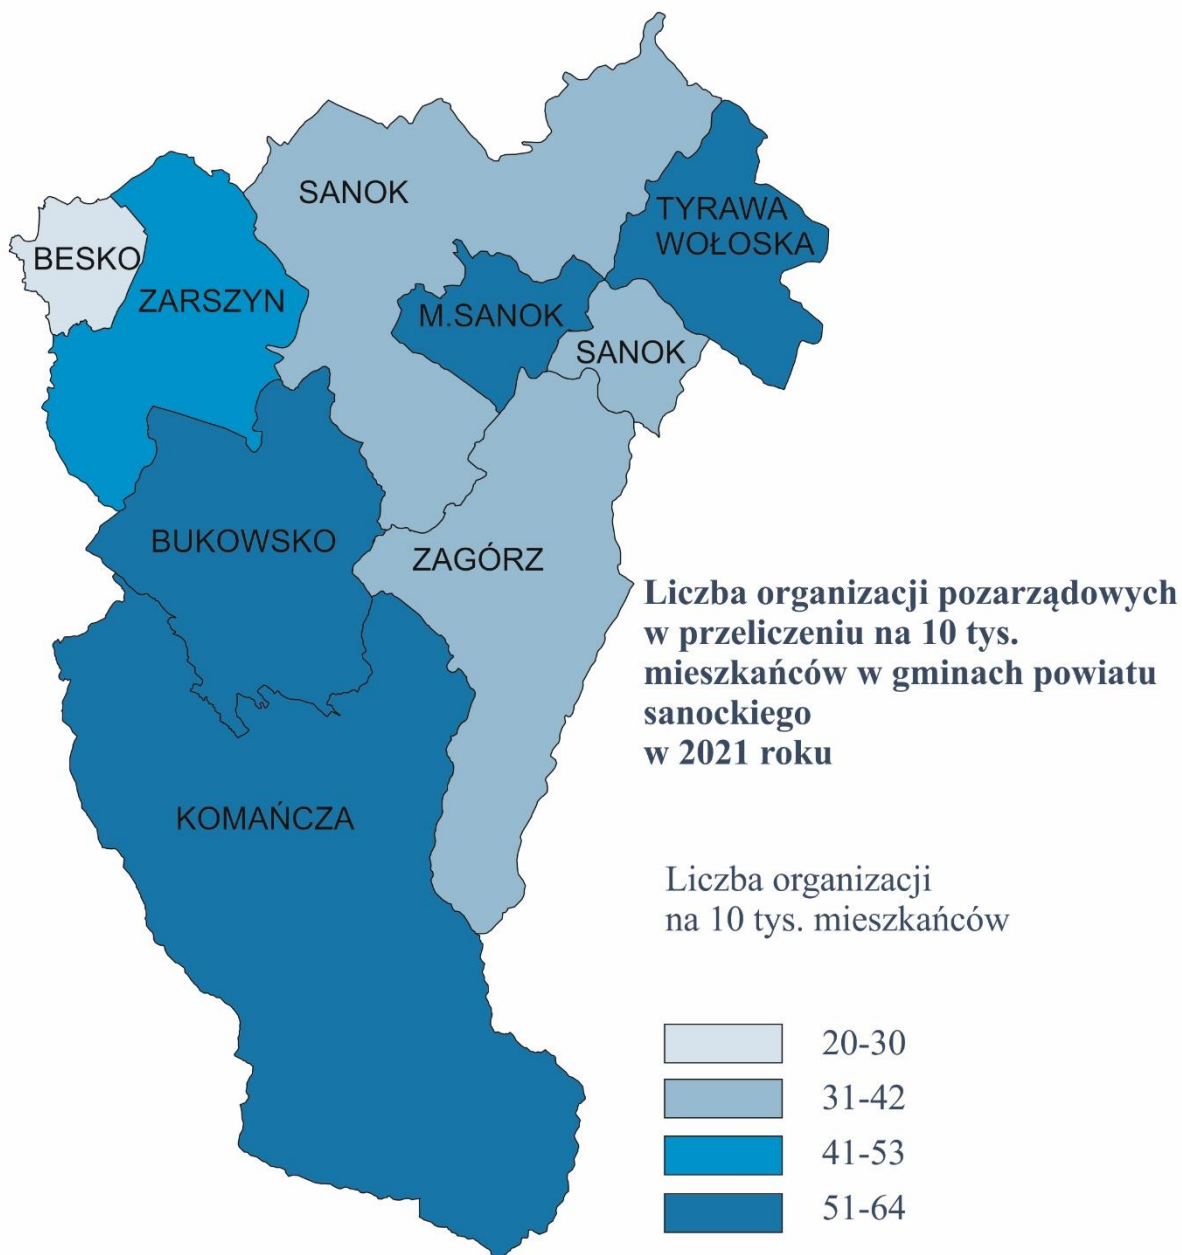 SANOK
TYRAWA
WOŁOSKA
BESKO
ZARSZYN
M.SANOK
SANOK
BUKOWSKO
ZAGÓRZ
Liczba organizacji pozarządowych
w przeliczeniu na 10 tys.
mieszkańców w gminach powiatu
sanockiego
w 2021 roku
KOMAŃCZA
Liczba organizacji
na 10 tys. mieszkańców
20-30
31-42
41-53
51-64